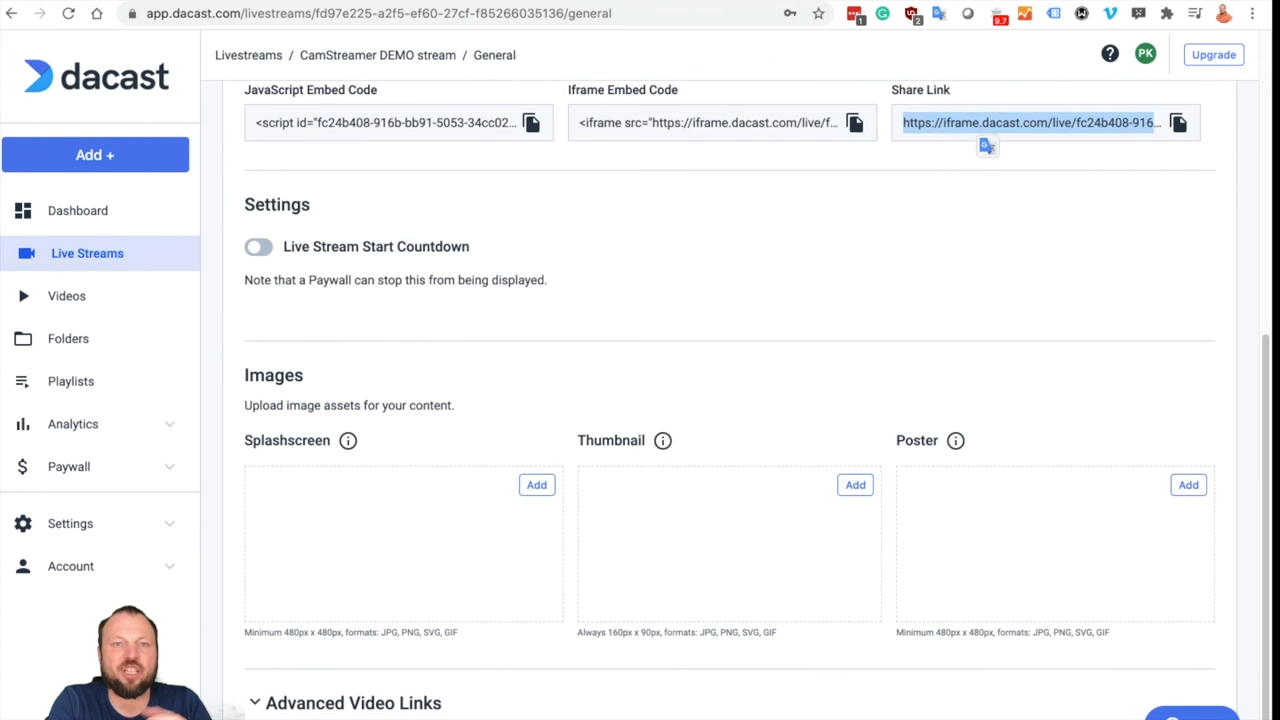 app.dacast.com/livestreams/fd97e225-a2f5-ef60-27cf-f85266035136/general
1
2
9.7
dacast
Livestreams / CamStreamer DEMO stream / General
PK
Upgrade
Add +
Dashboard
Live Streams
Videos
Folders
Playlists
Analytics
Paywall
Settings
Account
JavaScript Embed Code
Iframe Embed Code
Share Link
<script id="fc24b408-916b-bb91-5053-34cc02...
<iframe src="https://iframe.dacast.com/live/f...
https://iframe.dacast.com/live/fc24b408-916...
Settings
Live Stream Start Countdown
Note that a Paywall can stop this from being displayed.
Images
Upload image assets for your content.
Splashscreen
Thumbnail
Poster
Add
Add
Add
Minimum 480px x 480px, formats: JPG, PNG, SVG, GIF
Always 160px x 90px, formats: JPG, PNG, SVG, GIF
Minimum 480px x 480px, formats: JPG, PNG, SVG, GIF
Advanced Video Links